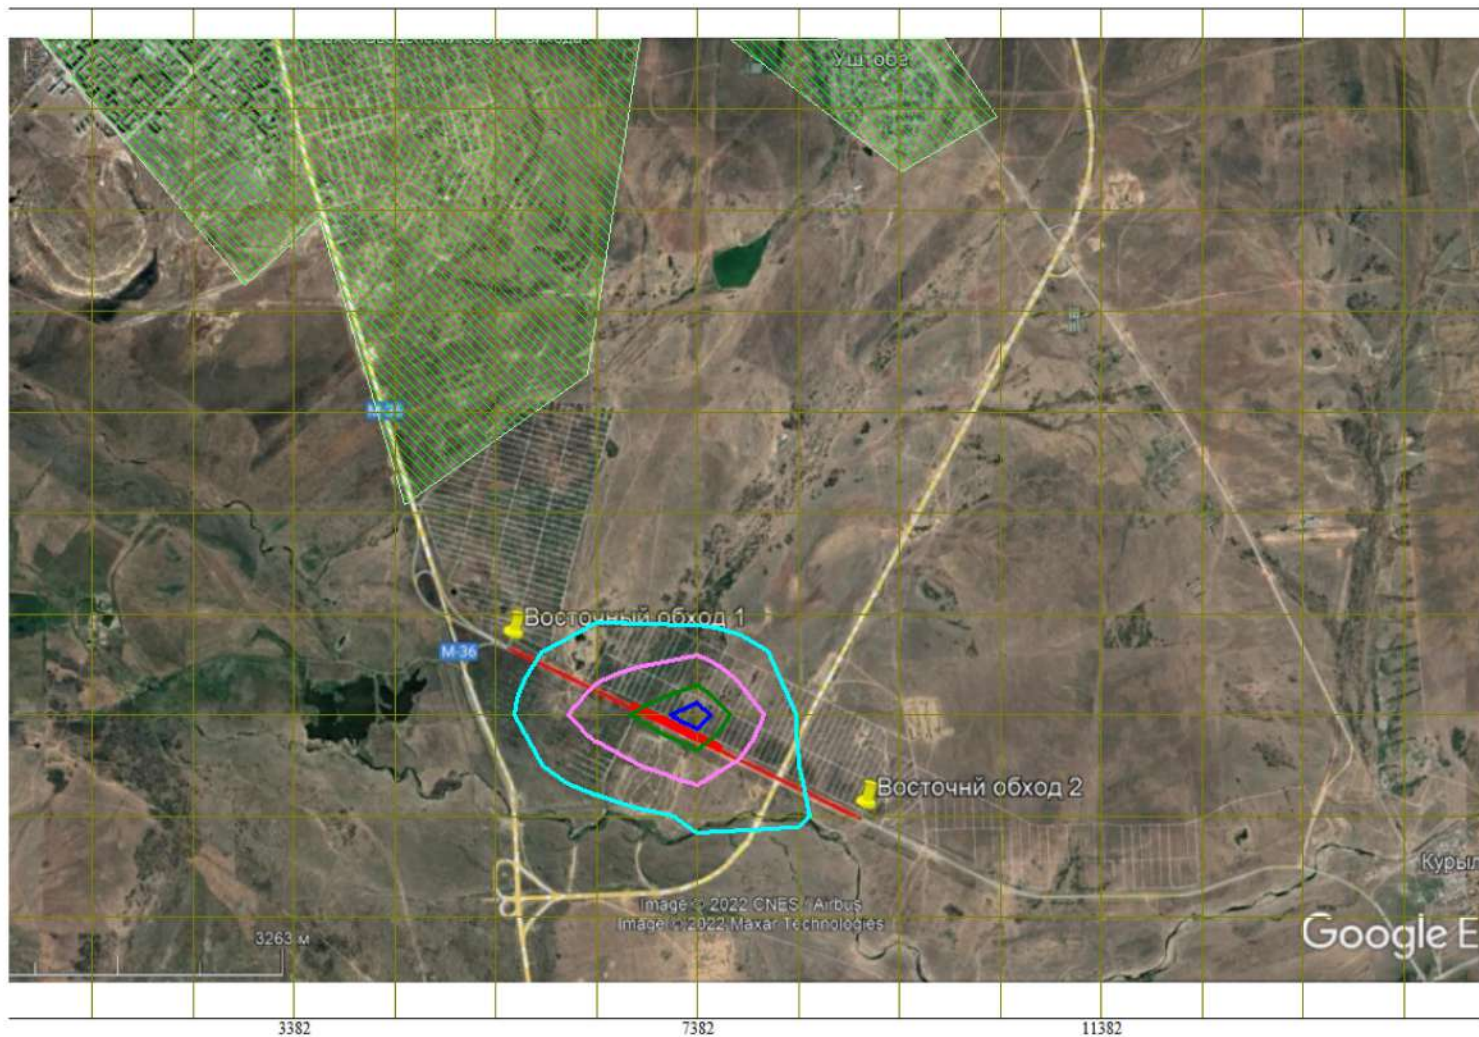 Уштобе
Восточный обход 1
М-36
Восточнй обход 2
Курыл
Image © 2022 CNES / Airbus
Image © 2022 Maxar Technologies
3263 м
Google E
3382
7382
11382